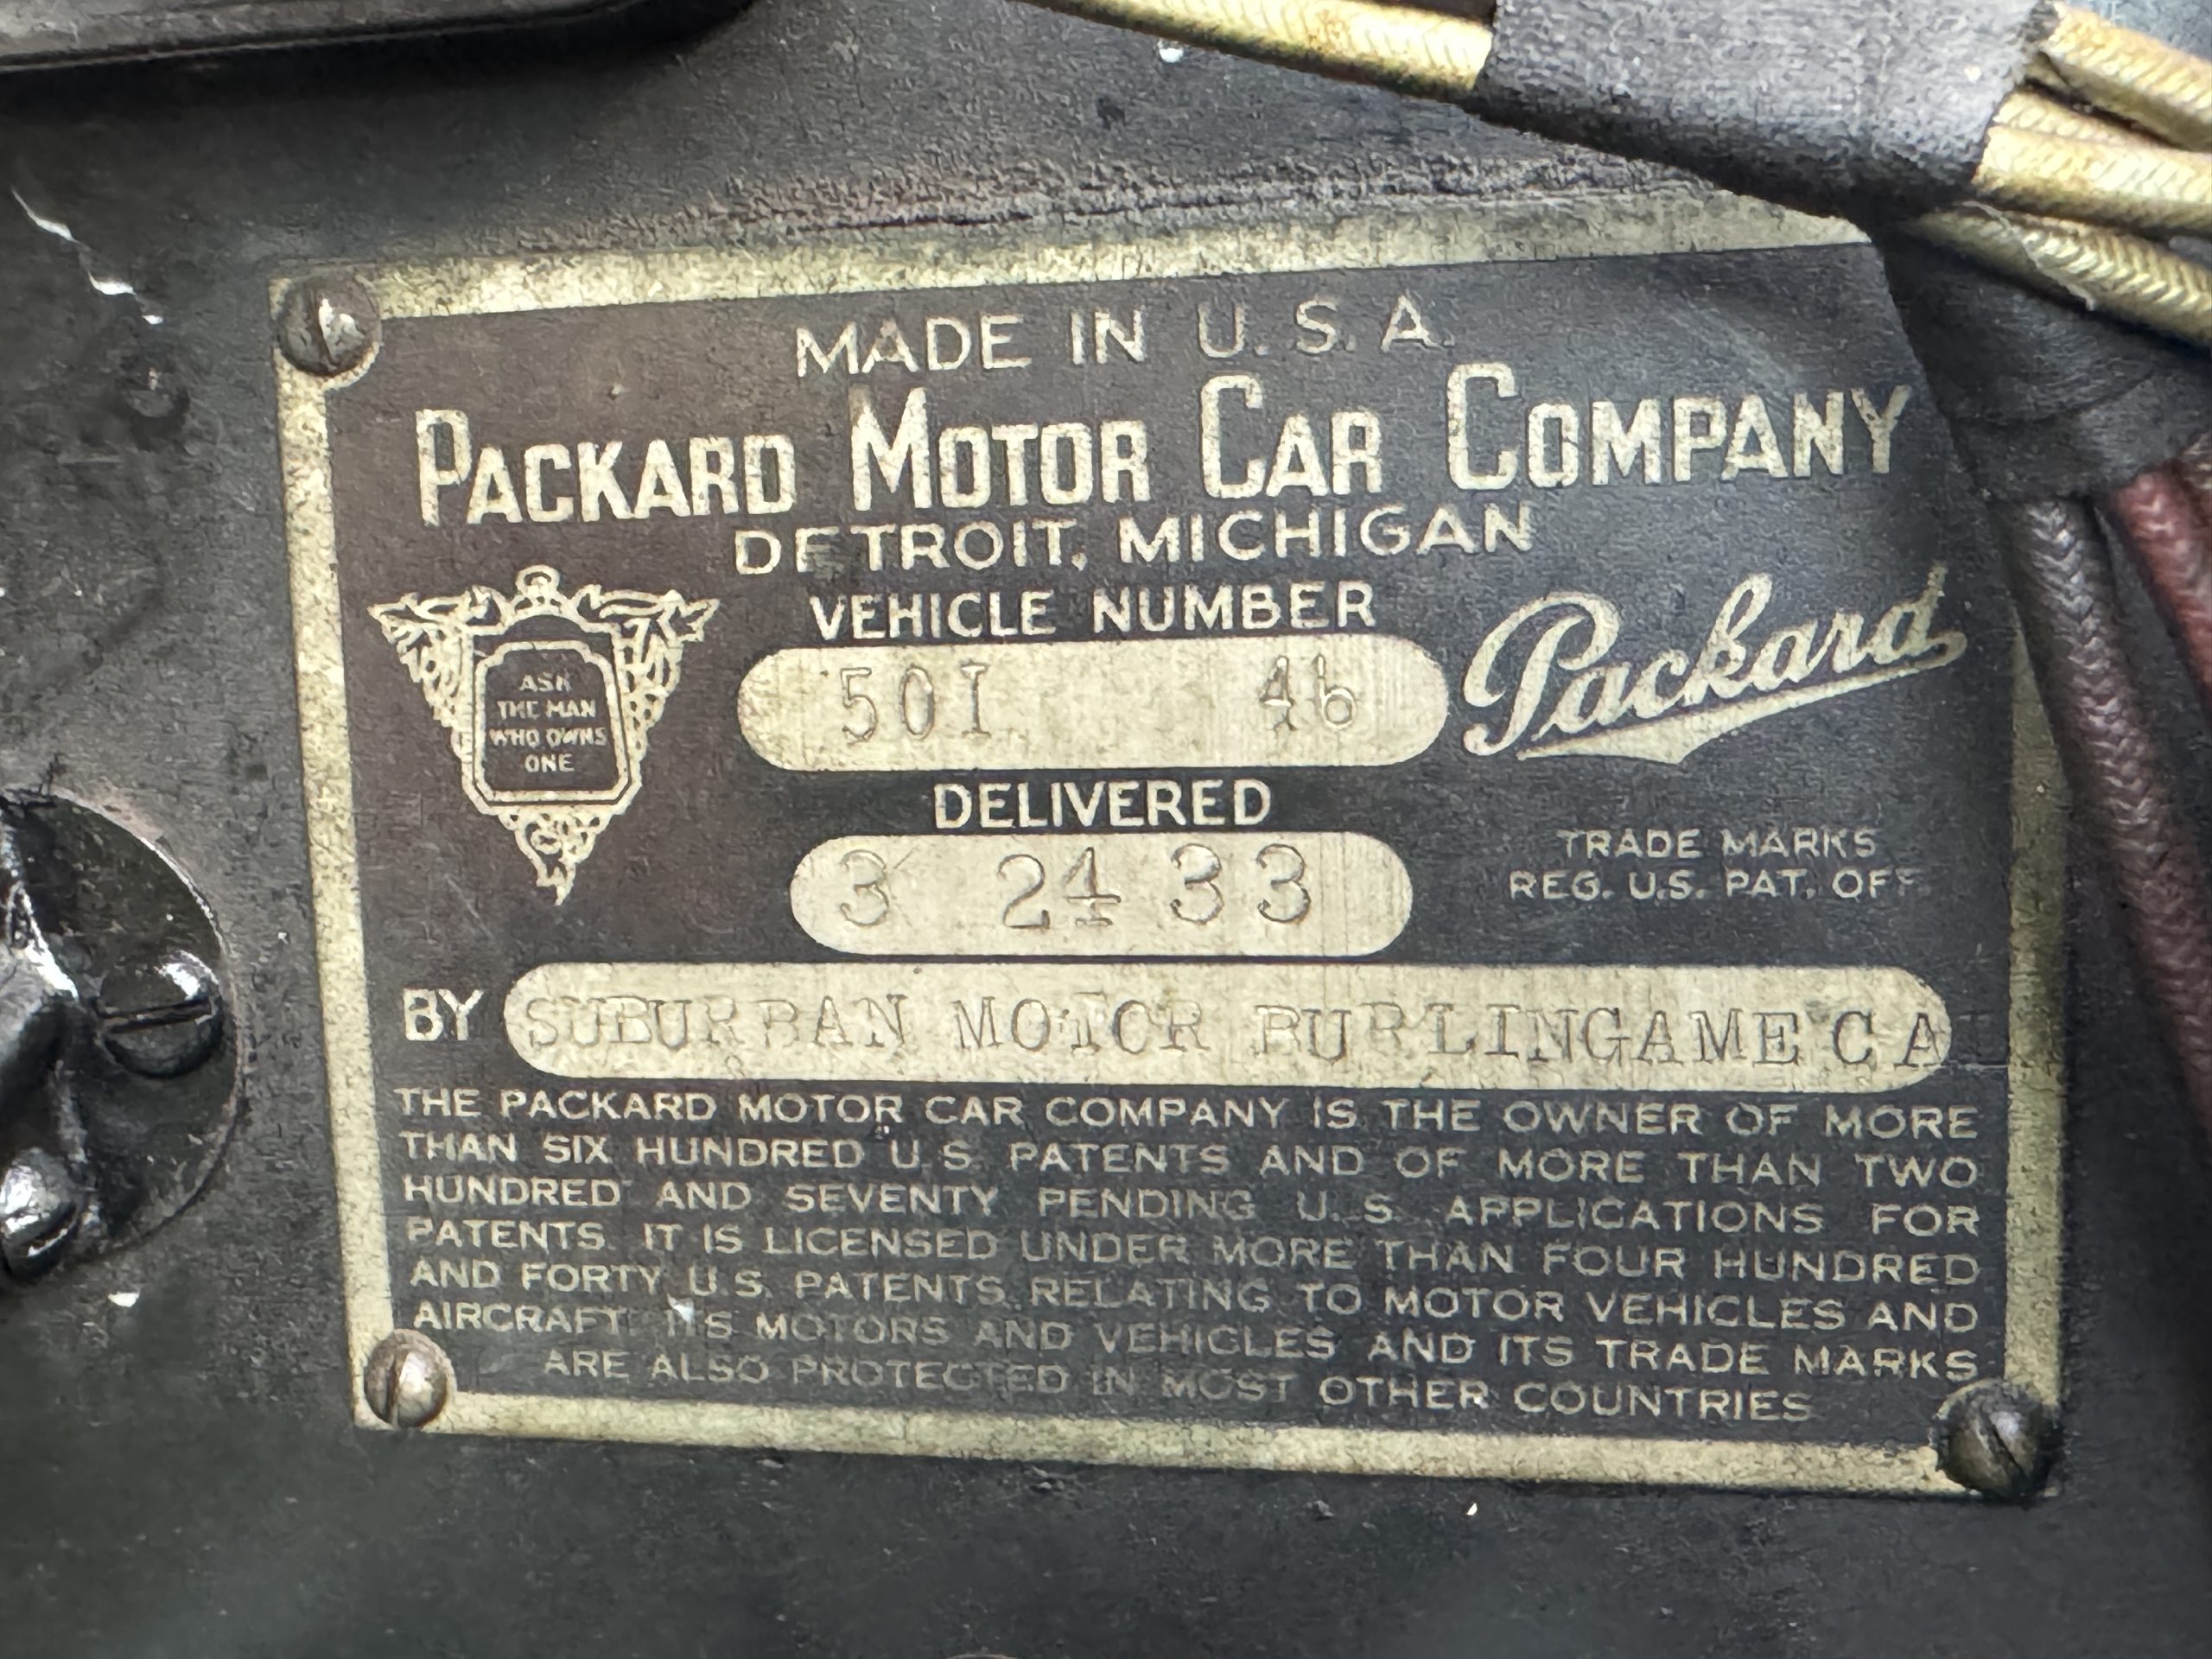 MADE IN U.S.A.
PACKARD MOTOR CAR COMPANY
DETROIT, MICHIGAN
VEHICLE NUMBER
501 46
Packard
ASK
THE MAN
WHO OWNS
ONE
DELIVERED
3 24 33
TRADE MARKS
REG. U.S. PAT. OFF
BY SUBURBAN MOTOR BURLINGAME CAL
THE PACKARD MOTOR CAR COMPANY IS THE OWNER OF MORE
THAN SIX HUNDRED U.S. PATENTS AND OF MORE THAN TWO
HUNDRED AND SEVENTY PENDING U.S. APPLICATIONS FOR
PATENTS. IT IS LICENSED UNDER MORE THAN FOUR HUNDRED
AND FORTY U.S. PATENTS RELATING TO MOTOR VEHICLES AND
AIRCRAFT. ITS MOTORS AND VEHICLES AND ITS TRADE MARKS
ARE ALSO PROTECTED IN MOST OTHER COUNTRIES